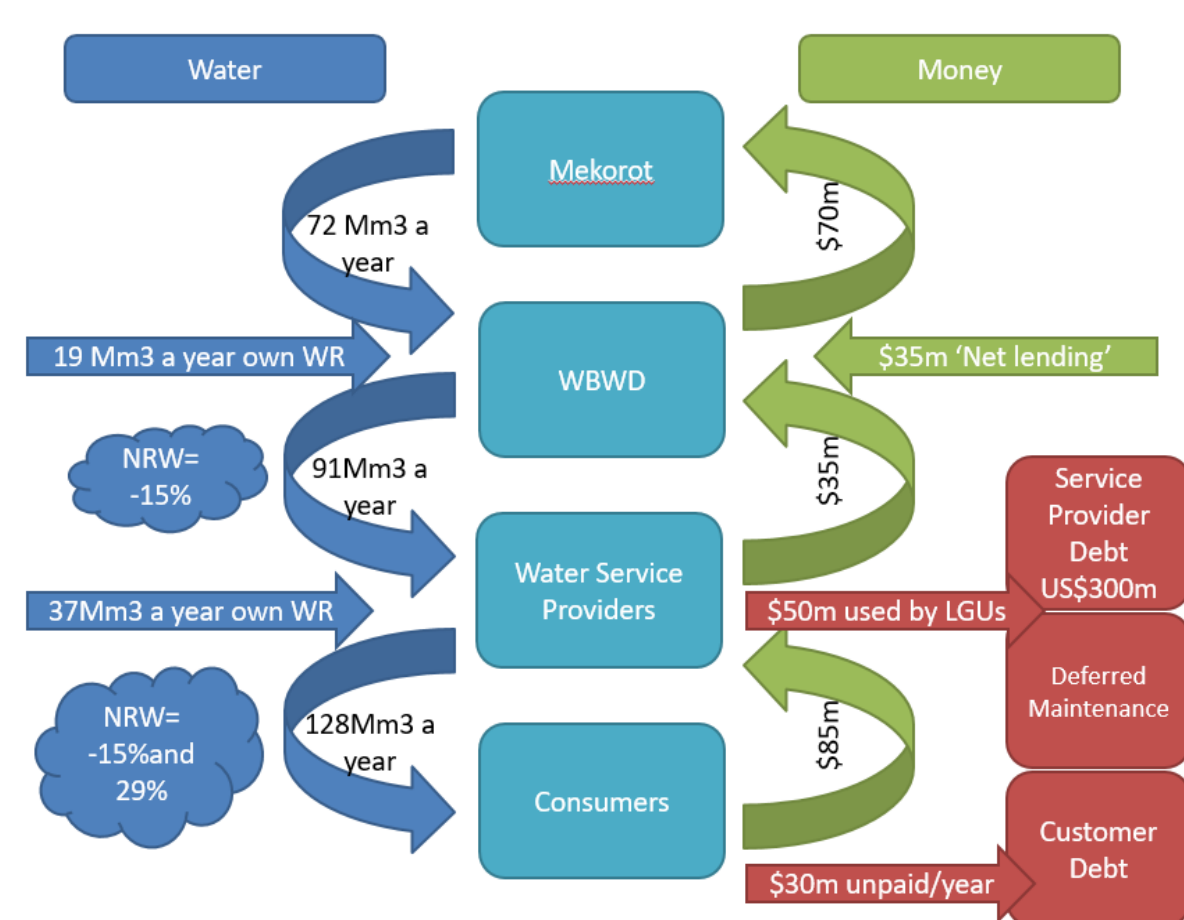 Water
Money
Mekorot
72 Mm3 a
year
$70m
19 Mm3 a year own WR
$35m ‘Net lending’
WBWD
NRW=
-15%
91Mm3 a
year
$35m
Service
Provider
Debt
US$300m
Water Service
Providers
37Mm3 a year own WR
$50m used by LGUs
Deferred
Maintenance
NRW=
-15%and
29%
128Mm3 a
year
$85m
Consumers
Customer
Debt
$30m unpaid/year